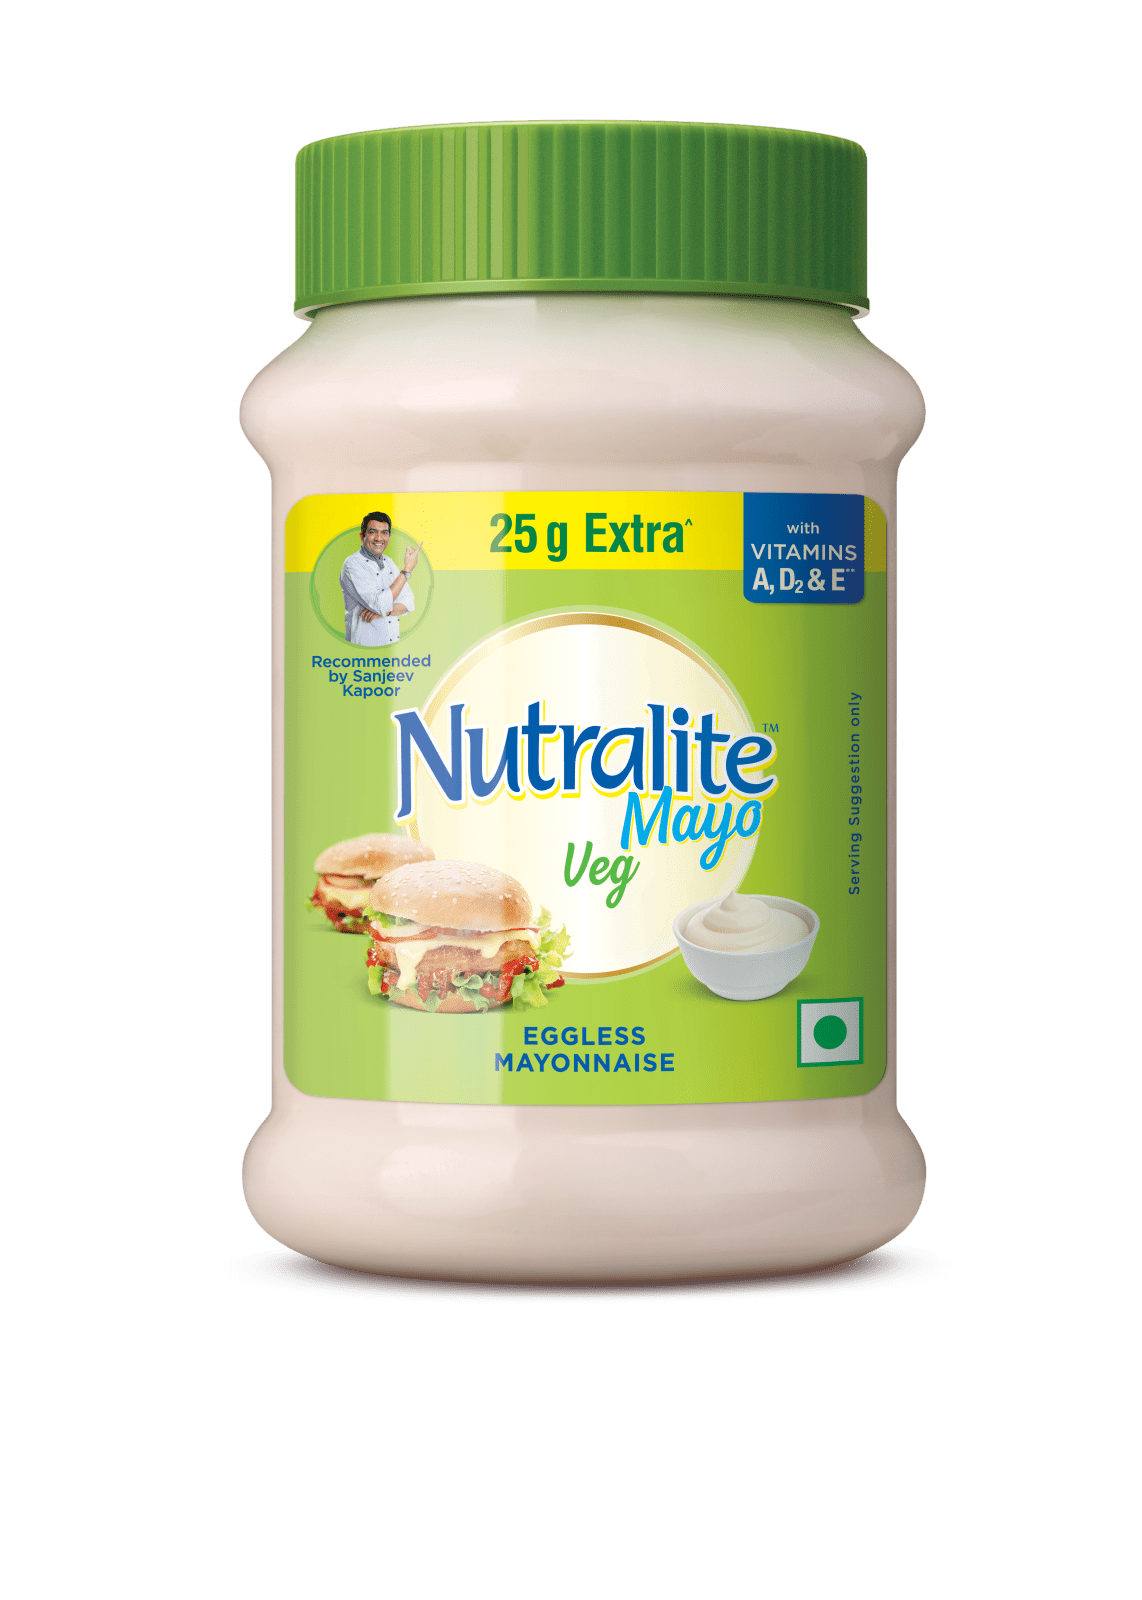 25 g Extra^
with
VITAMINS
A, D₂ & E**
Recommended
by Sanjeev
Kapoor
Nutralite™
Mayo
Veg
Serving Suggestion only
EGGLESS
MAYONNAISE